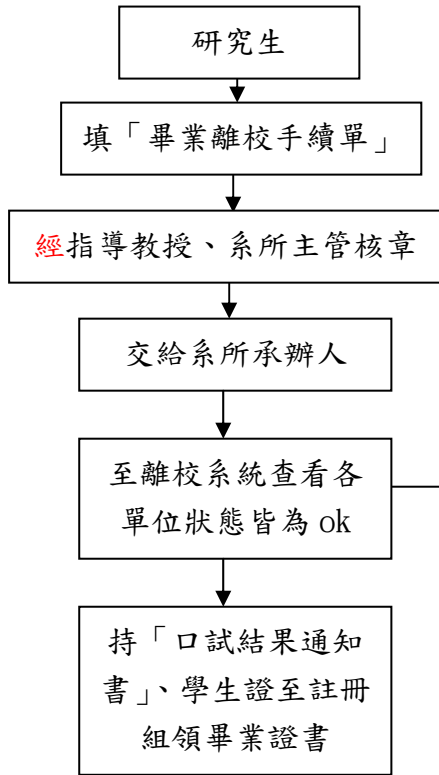 研究生
填「畢業離校手續單」
經指導教授、系所主管核章
交給系所承辦人
至離校系統查看各
單位狀態皆為 ok
持「口試結果通知
書」、學生證至註冊
組領畢業證書